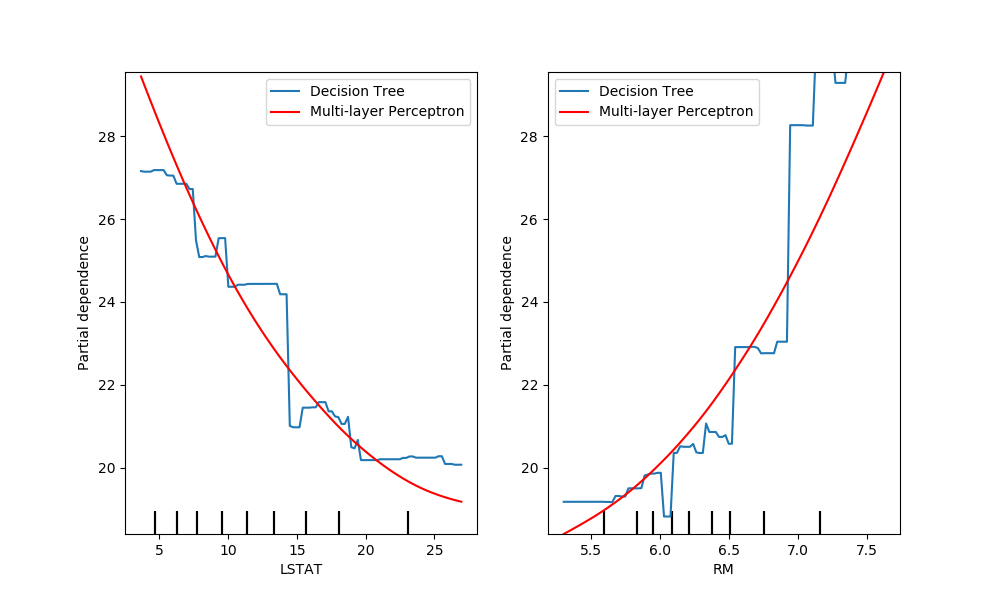 Decision Tree
Multi-layer Perceptron
Partial dependence
28
26
24
22
20
5
10
15
20
25
LSTAT
Decision Tree
Multi-layer Perceptron
Partial dependence
28
26
24
22
20
5.5
6.0
6.5
7.0
7.5
RM